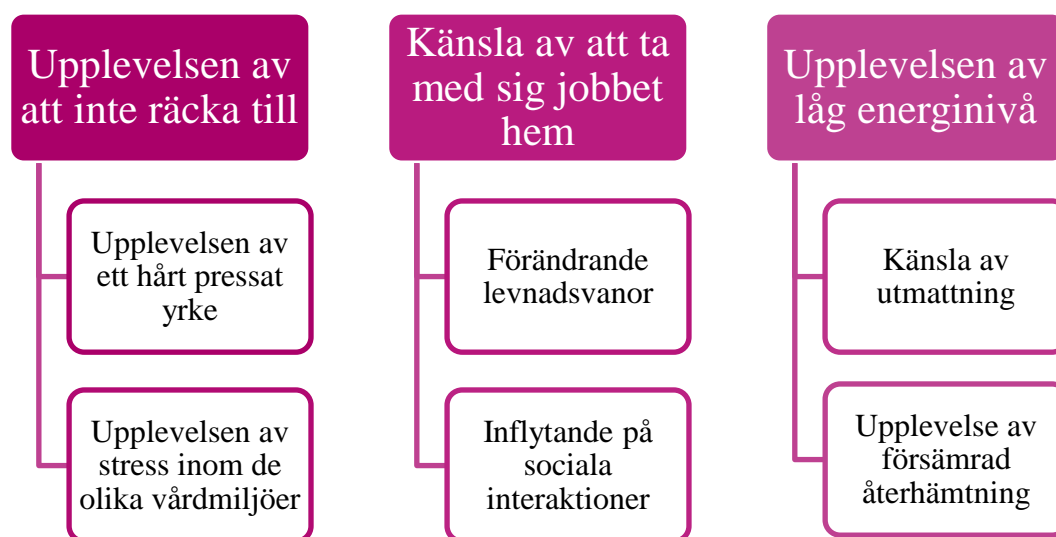 Upplevelsen av
att inte räcka till
Upplevelsen av
ett hårt pressat
yrke
Upplevelsen av
stress inom de
olika vårdmiljöer
Känsla av att ta
med sig jobbet
hem
Förändrande
levnadsvanor
Inflytande på
sociala
interaktioner
Upplevelsen av
låg energinivå
Känsla av
utmattning
Upplevelse av
försämrad
återhämtning